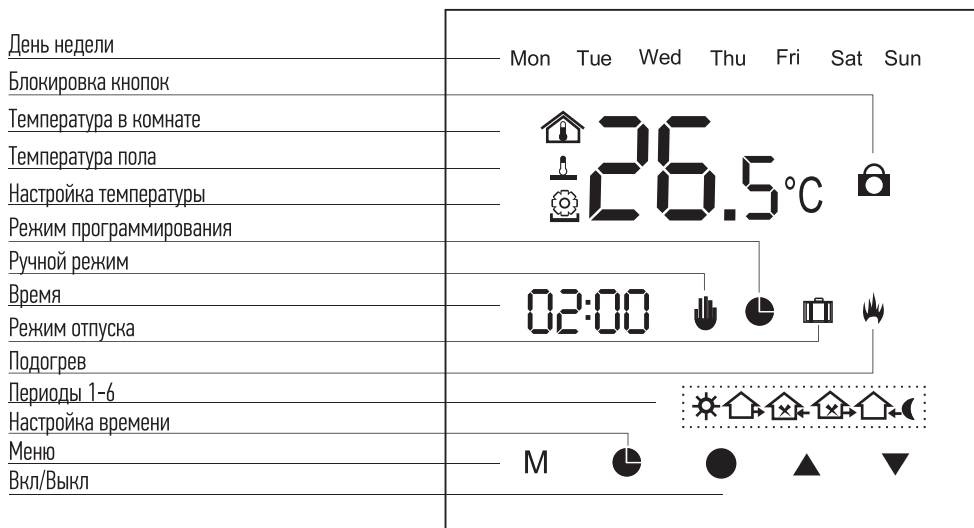 День недели
Mon Tue Wed Thu Fri Sat Sun
Блокировка кнопок
Температура в комнате
Температура пола
26.5°C
Настройка температуры
Режим программирования
Ручной режим
Время
02:00
Режим отпуска
Подогрев
Периоды 1-6
Настройка времени
Меню
M
Вкл/Выкл